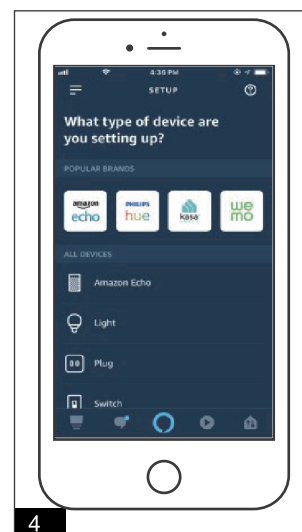 4:36 PM
SETUP
What type of device are
you setting up?
POPULAR BRANDS
amazon echo
PHILIPS hue
kasa
we mo
ALL DEVICES
Amazon Echo
Light
Plug
Switch
4